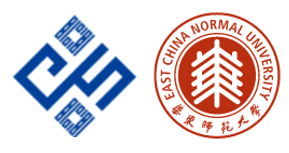 EAST CHINA NORMAL UNIVERSITY
華東師範大學